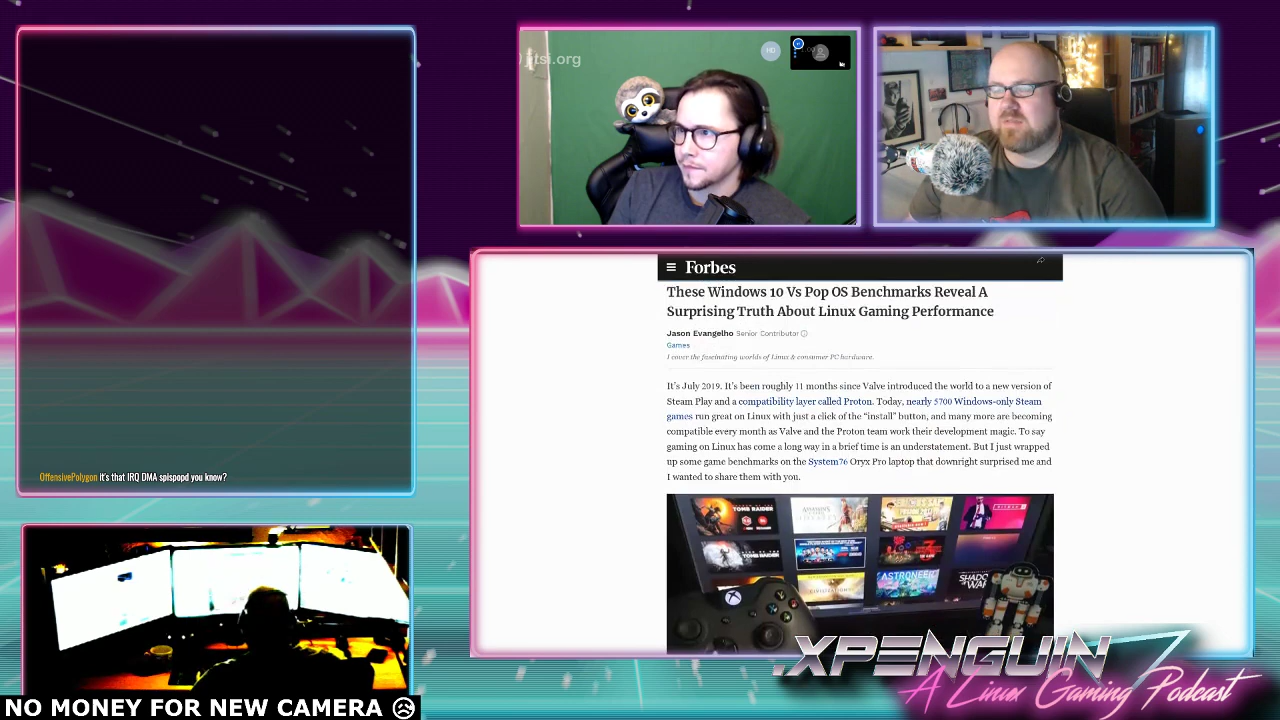 jitsi.org
HD
Forbes
These Windows 10 Vs Pop OS Benchmarks Reveal A
Surprising Truth About Linux Gaming Performance
Jason Evangelho Senior Contributor
Games
I cover the fascinating worlds of Linux & consumer PC hardware.
It's July 2019. It's been roughly 11 months since Valve introduced the world to a new version of
Steam Play and a compatibility layer called Proton. Today, nearly 5700 Windows-only Steam
games run great on Linux with just a click of the “install” button, and many more are becoming
compatible every month as Valve and the Proton team work their development magic. To say
gaming on Linux has come a long way in a brief time is an understatement. But I just wrapped
up some game benchmarks on the System76 Oryx Pro laptop that downright surprised me and
I wanted to share them with you.
TOMB RAIDER
TOMB RAIDER
ASTRONEER
OffensivePolygon it's that IRQ DMA spispopd you know?
.XPENGUIN
A Linux Gaming Podcast
NO MONEY FOR NEW CAMERA